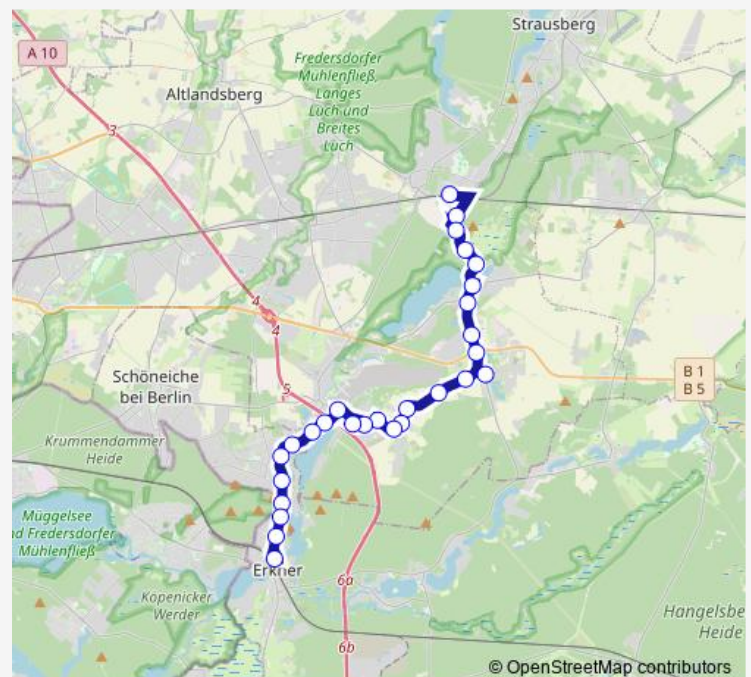 Strausberg
A 10
Fredersdorfer
Mühlenfließ,
Langes
Luch und
Breites
Luch
Altlandsberg
3
4
4
5
B 1
B 5
Schöneiche
bei Berlin
Krummendammer
Heide
Müggelsee
nd Fredersdorfer
Mühlenfließ
Erkner
Köpenicker
Werder
6a
Hangelsbe
Heide
6b
© OpenStreetMap contributors